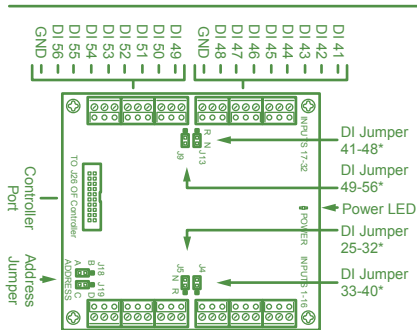 GND
DI 56
DI 55
DI 54
DI 53
DI 52
DI 51
DI 50
DI 49
GND
DI 48
DI 47
DI 46
DI 45
DI 44
DI 43
DI 42
DI 41
DI Jumper
41-48*
DI Jumper
49-56*
Power LED
DI Jumper
25-32*
DI Jumper
33-40*
Controller
Port
Address
Jumper
TO J26 OF Controller
R N
J9
J13
INPUTS 17-32
POWER
INPUTS 1-16
J5
J4
N R
ADDRESS
A B
C D
J18
J19